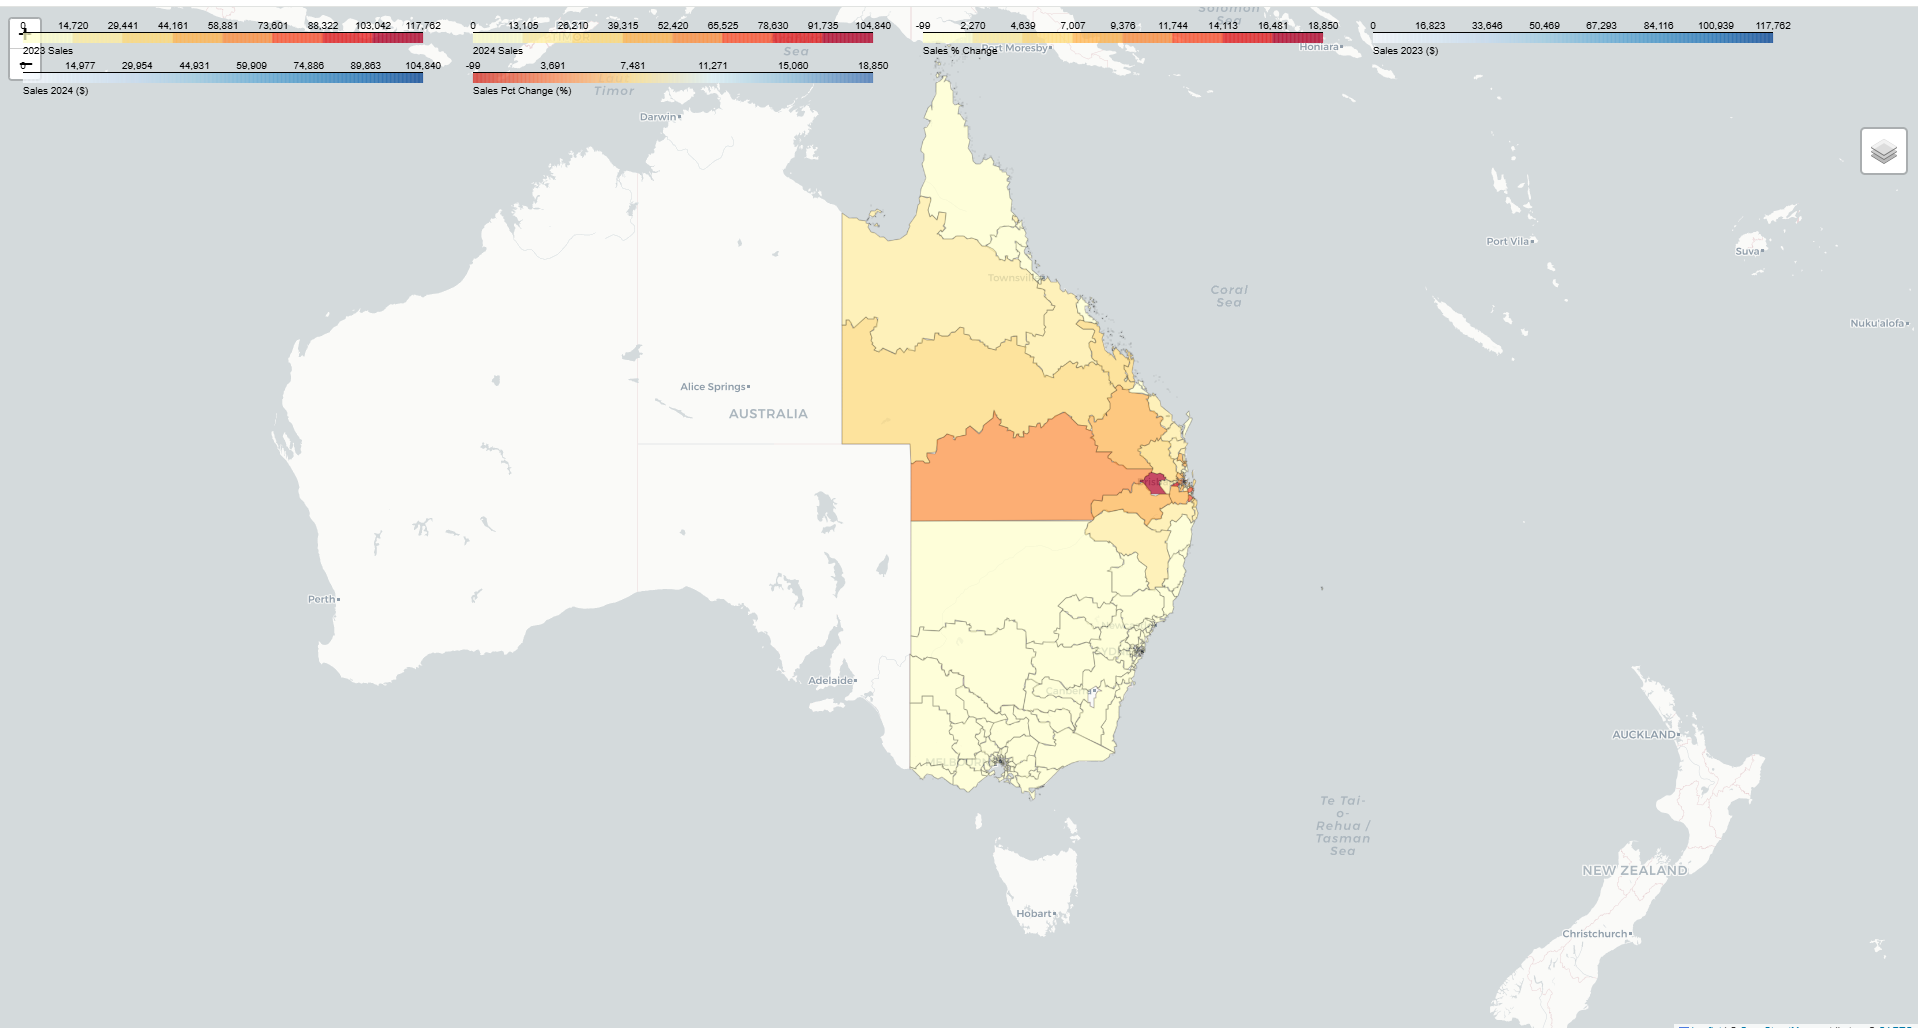 0 14,720 29,441 44,161 58,881 73,601 88,322 103,042 117,762
2023 Sales
0 13,105 26,210 39,315 52,420 65,525 78,630 91,735 104,840
2024 Sales
-99 2,270 4,639 7,007 9,376 11,744 14,113 16,481 18,850
Sales % Change
0 16,823 33,646 50,469 67,293 84,116 100,939 117,762
Sales 2023 ($)
0 14,977 29,954 44,931 59,909 74,886 89,863 104,840
Sales 2024 ($)
-99 3,691 7,481 11,271 15,060 18,850
Sales Pct Change (%)
Solomon
Sea
Port Moresby
Honiara
Sea
Timor
Darwin
Port Vila
Suva
Townsvil
Coral
Sea
Nuku'alofa
Alice Springs
AUSTRALIA
Perth
Adelaide
Canberra
MELBOURNE
AUCKLAND
Te Tai-
o-
Rehua /
Tasman
Sea
NEW ZEALAND
Hobart
Christchurch